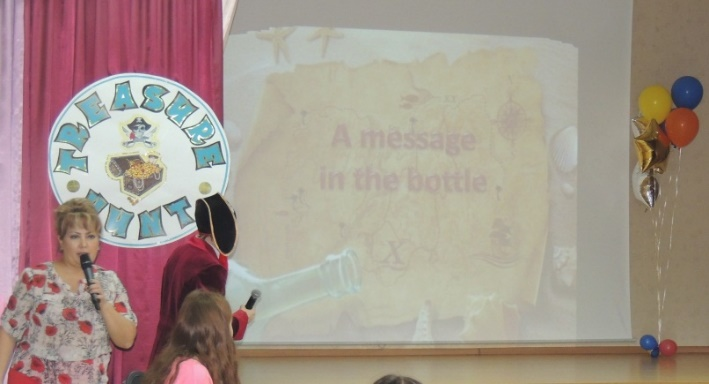 TREASURE
HUNT
A message
in the bottle
X